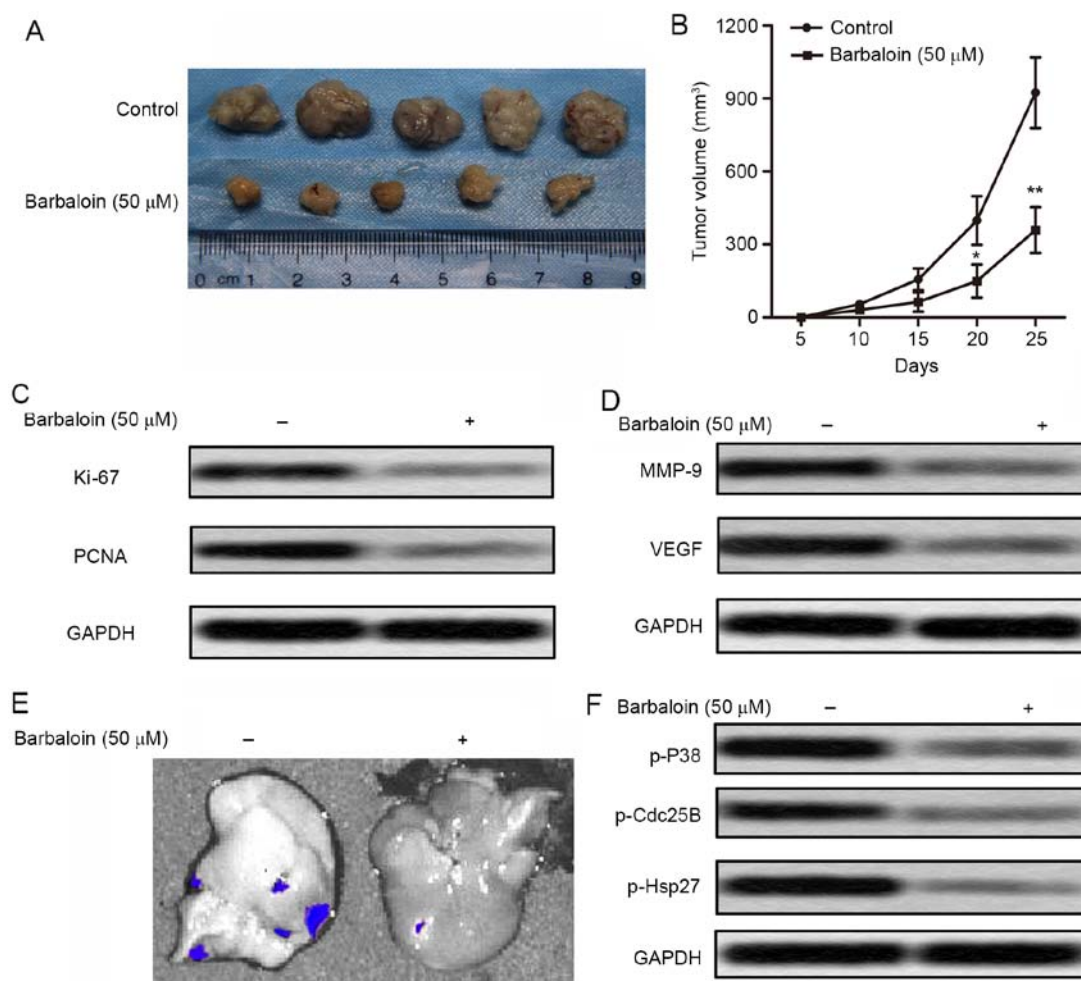 A
Control
Barbaloin (50 μM)
0 cm 1 2 3 4 5 6 7 8 9
B
Control
Barbaloin (50 μM)
Tumor volume (mm³)
1200
900
600
300
0
*
**
5 10 15 20 25
Days
C
Barbaloin (50 μM) – +
Ki-67
PCNA
GAPDH
D
Barbaloin (50 μM) – +
MMP-9
VEGF
GAPDH
E
Barbaloin (50 μM) – +
F
Barbaloin (50 μM) – +
p-P38
p-Cdc25B
p-Hsp27
GAPDH